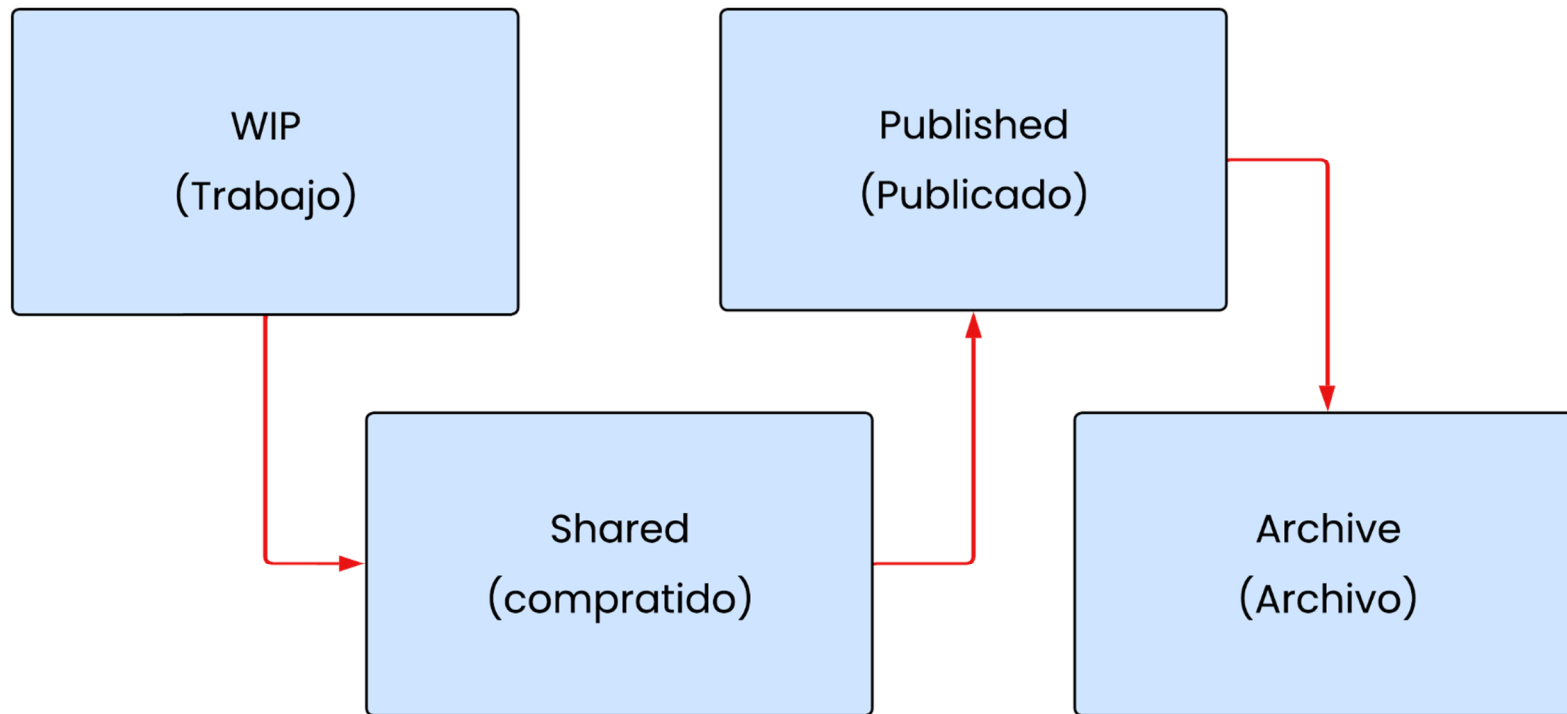 WIP
(Trabajo)
Published
(Publicado)
Shared
(compratido)
Archive
(Archivo)